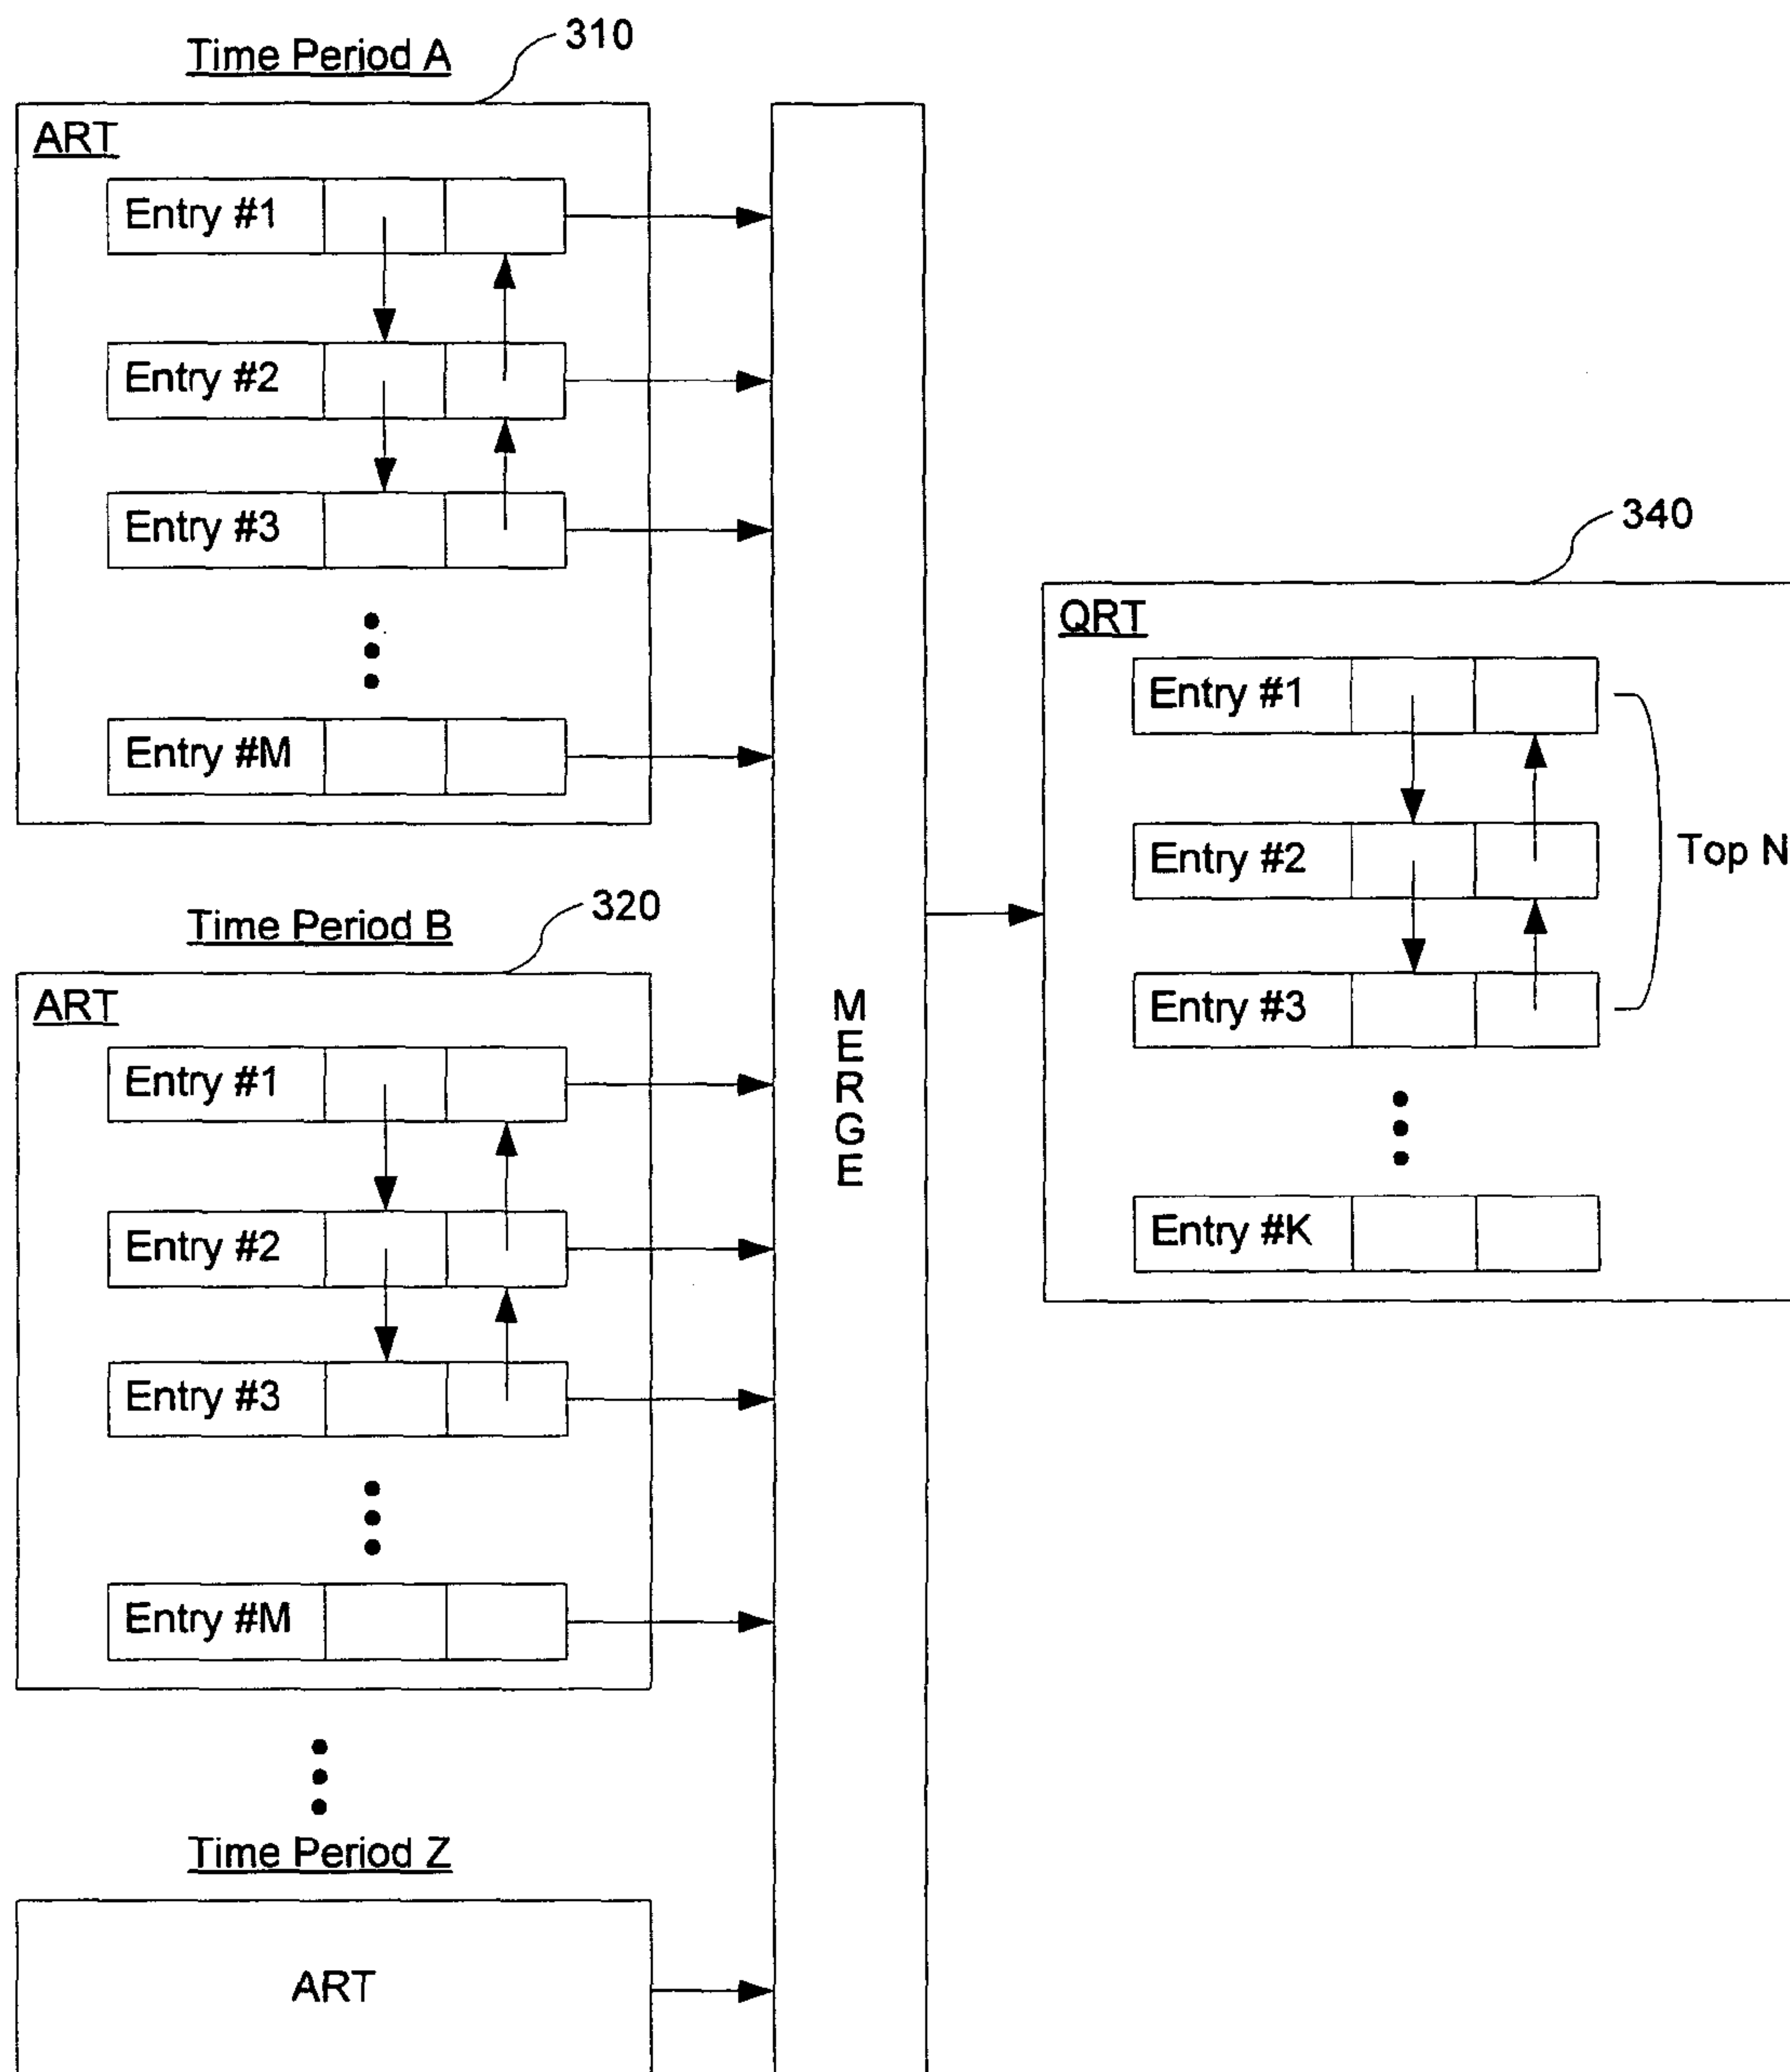 Time Period A
310
ART
Entry #1
Entry #2
Entry #3
Entry #M
Time Period B
320
ART
Entry #1
Entry #2
Entry #3
Entry #M
Time Period Z
ART
MERGE
340
QRT
Entry #1
Entry #2
Entry #3
Entry #K
Top N